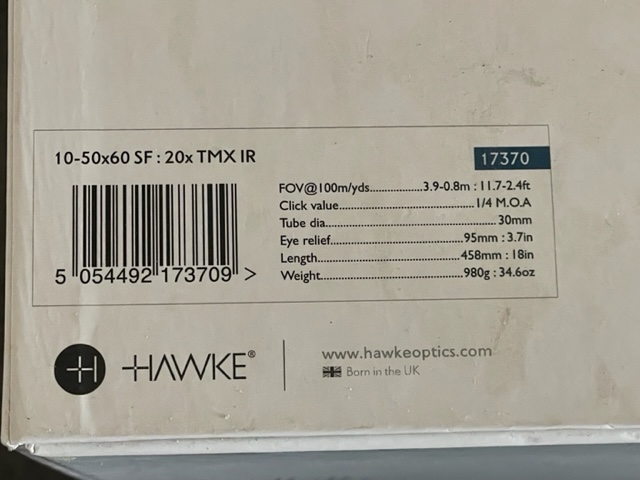 10-50x60 SF : 20x TMX IR
17370
FOV@100m/yds..................3.9-0.8m : 11.7-2.4ft
Click value.............................................1/4 M.O.A
Tube dia.........................................................30mm
Eye relief.............................................95mm : 3.7in
Length.................................................458mm : 18in
Weight................................................980g : 34.6oz
5 054492 173709 >
HAWKE®
www.hawkeoptics.com
Born in the UK